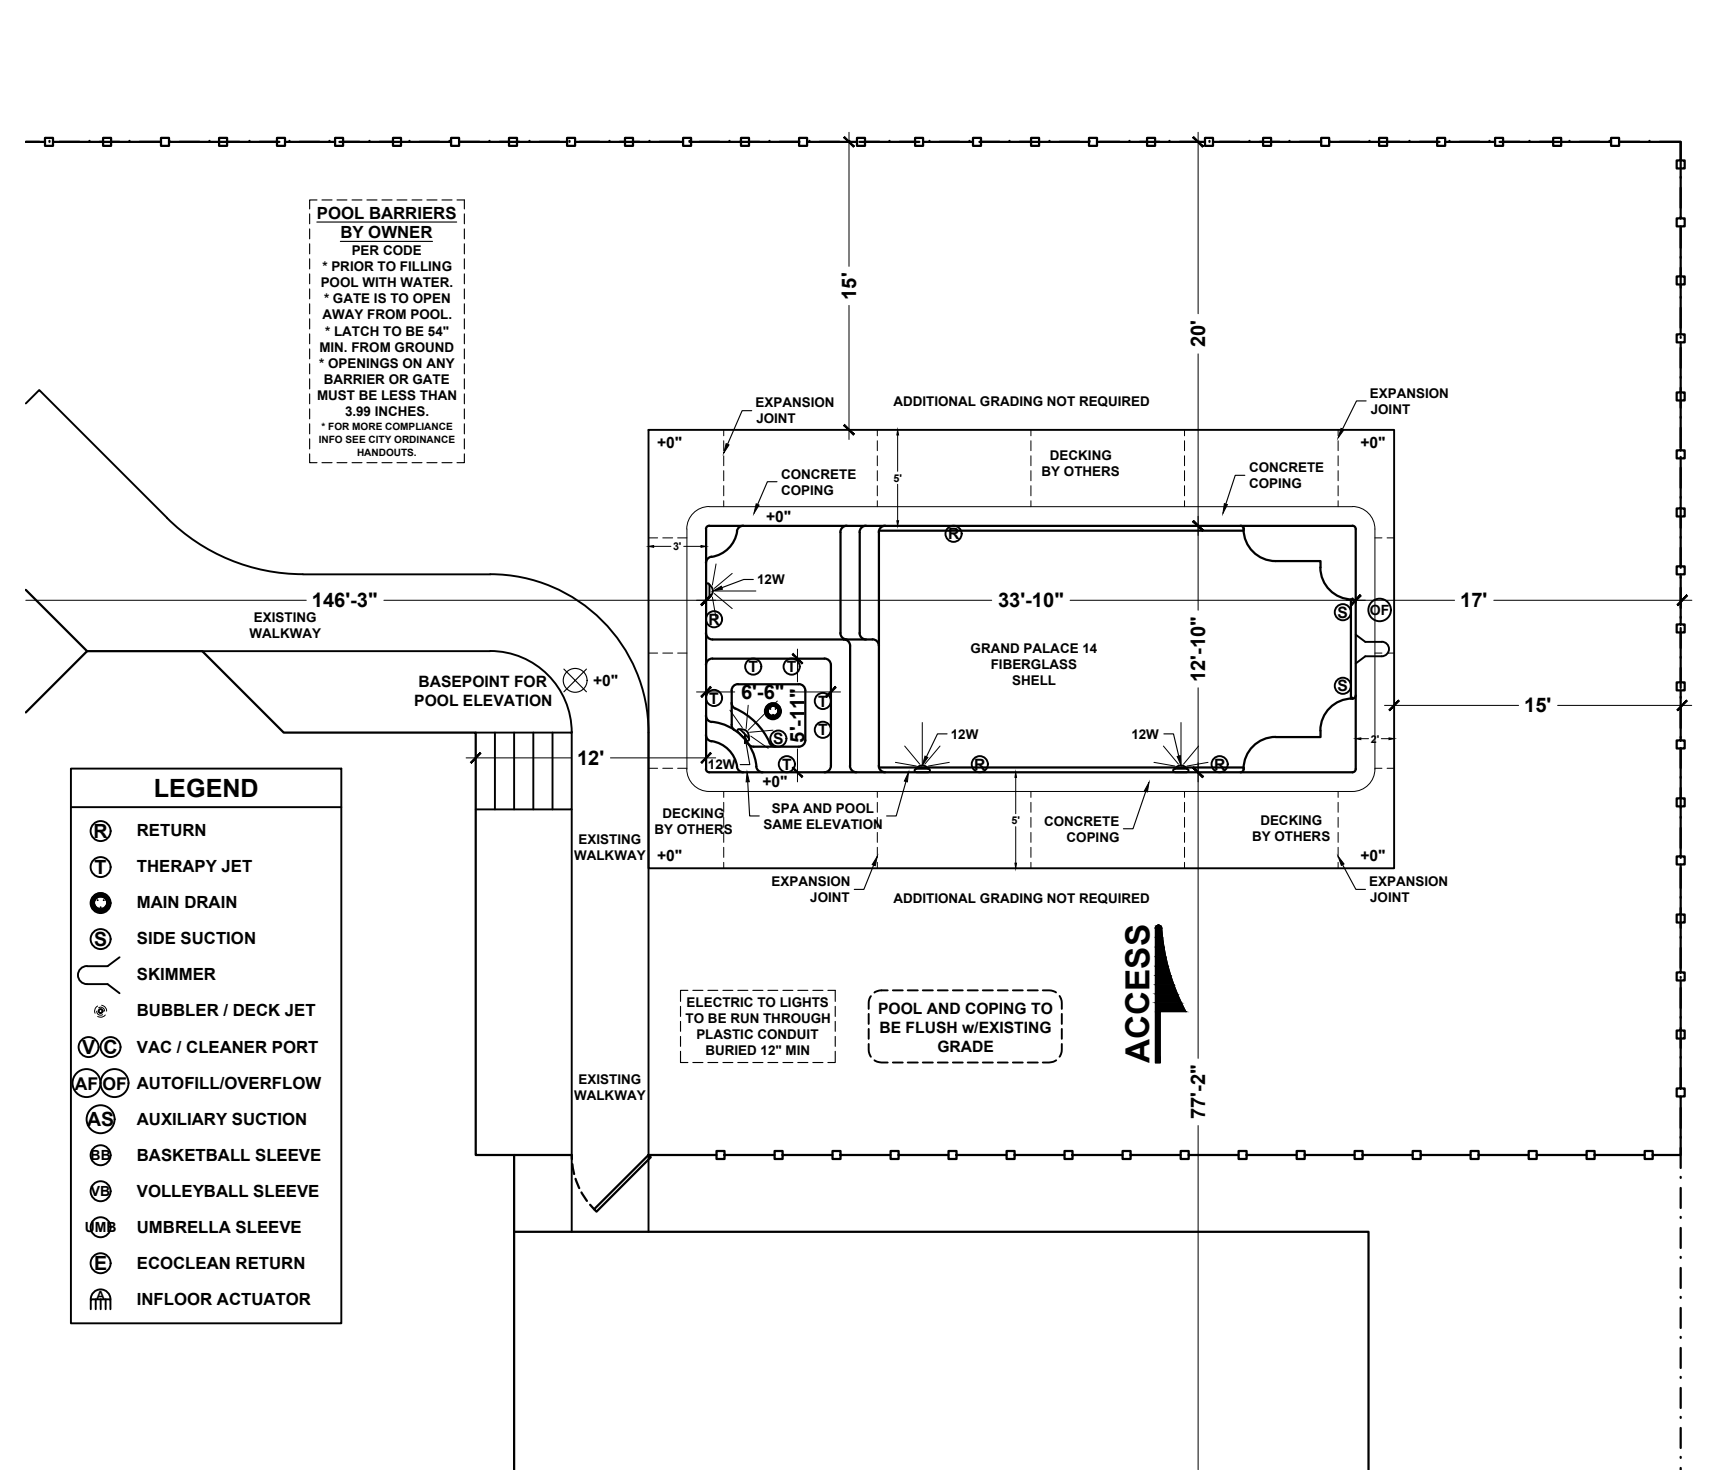 POOL BARRIERS
BY OWNER
PER CODE
* PRIOR TO FILLING
POOL WITH WATER.
* GATE IS TO OPEN
AWAY FROM POOL.
* LATCH TO BE 54"
MIN. FROM GROUND
* OPENINGS ON ANY
BARRIER OR GATE
MUST BE LESS THAN
3.99 INCHES.
* FOR MORE COMPLIANCE
INFO SEE CITY ORDINANCE
HANDOUTS.
15'
20'
EXPANSION
JOINT
ADDITIONAL GRADING NOT REQUIRED
EXPANSION
JOINT
+0"
+0"
DECKING
BY OTHERS
CONCRETE
COPING
5'
CONCRETE
COPING
+0"
R
3'
12W
146'-3"
33'-10"
17'
EXISTING
WALKWAY
R
S
OF
GRAND PALACE 14
FIBERGLASS
SHELL
12'-10"
BASEPOINT FOR
POOL ELEVATION
+0"
T
T
T
6'-6"
T
S
5'-11"
S
T
15'
12W
12W
2'
12'
12W
T
R
R
+0"
SPA AND POOL
SAME ELEVATION
DECKING
BY OTHERS
5'
CONCRETE
COPING
DECKING
BY OTHERS
EXISTING
WALKWAY
+0"
+0"
EXPANSION
JOINT
ADDITIONAL GRADING NOT REQUIRED
EXPANSION
JOINT
ACCESS
ELECTRIC TO LIGHTS
TO BE RUN THROUGH
PLASTIC CONDUIT
BURIED 12" MIN
POOL AND COPING TO
BE FLUSH w/EXISTING
GRADE
EXISTING
WALKWAY
77'-2"
LEGEND
R RETURN
T THERAPY JET
MAIN DRAIN
S SIDE SUCTION
SKIMMER
BUBBLER / DECK JET
V C VAC / CLEANER PORT
AF OF AUTOFILL/OVERFLOW
AS AUXILIARY SUCTION
BB BASKETBALL SLEEVE
VB VOLLEYBALL SLEEVE
UMB UMBRELLA SLEEVE
E ECOCLEAN RETURN
A INFLOOR ACTUATOR